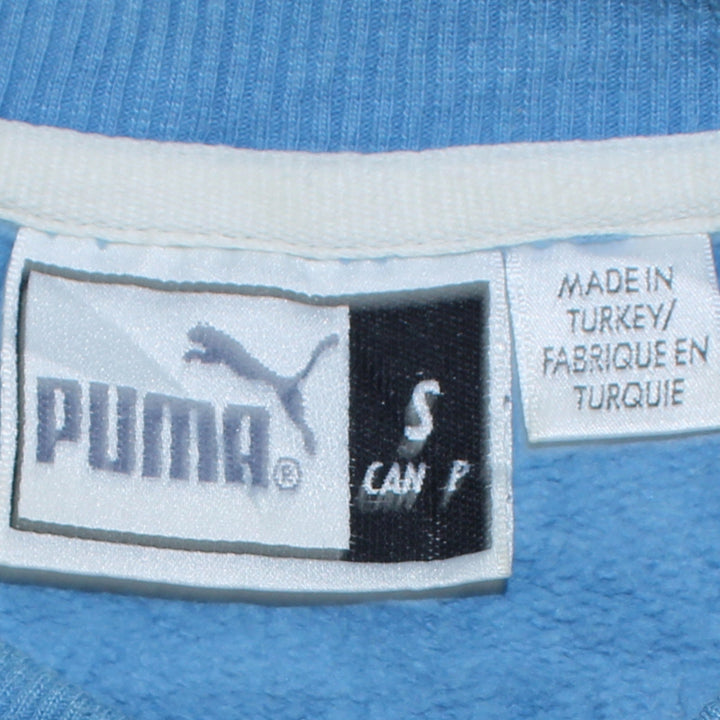 PUMA®
S
CAN P
MADE IN
TURKEY/
FABRIQUE EN
TURQUIE